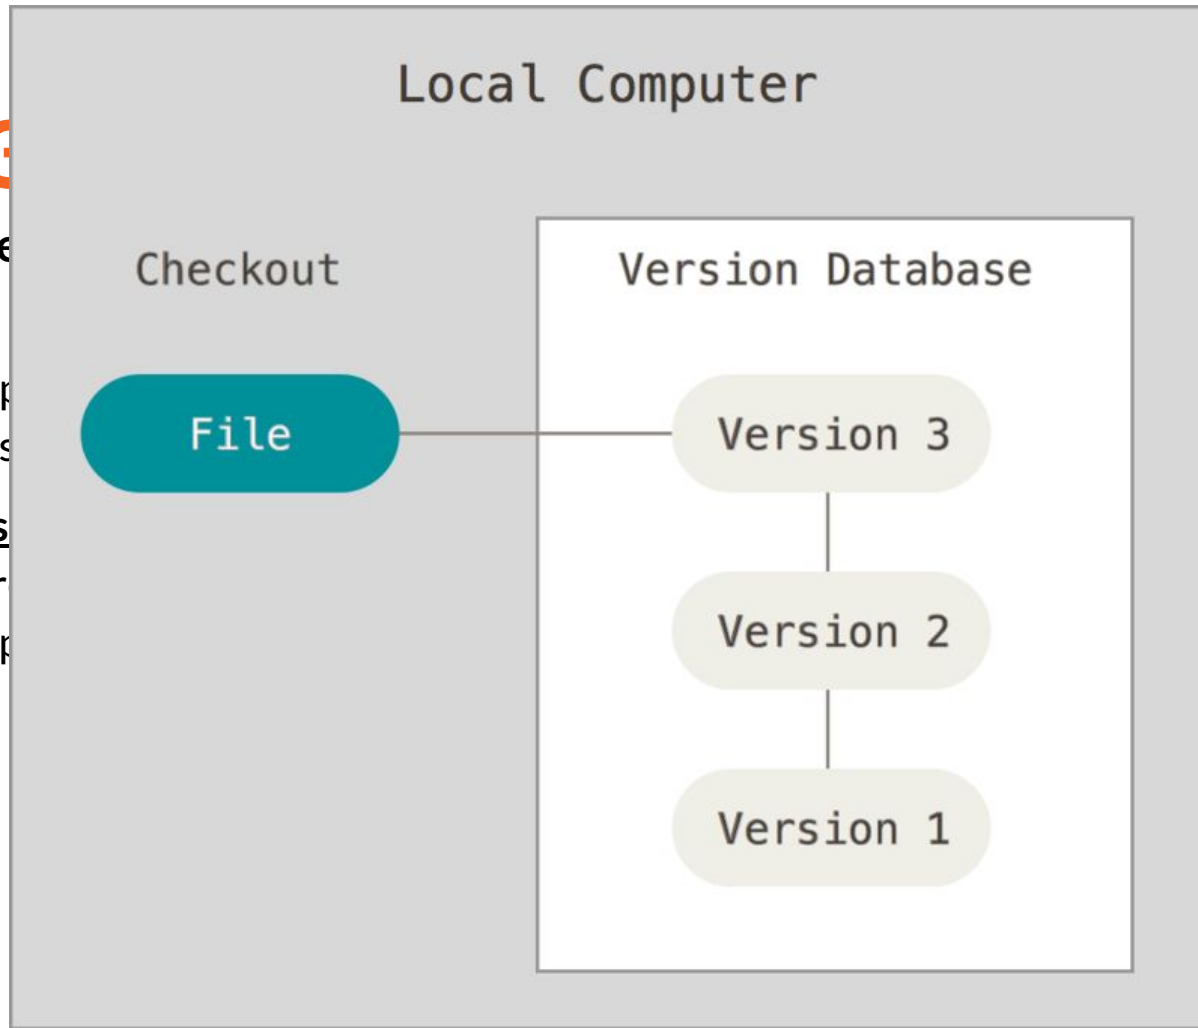 Local Computer
Checkout
Version Database
File
Version 3
Version 2
Version 1